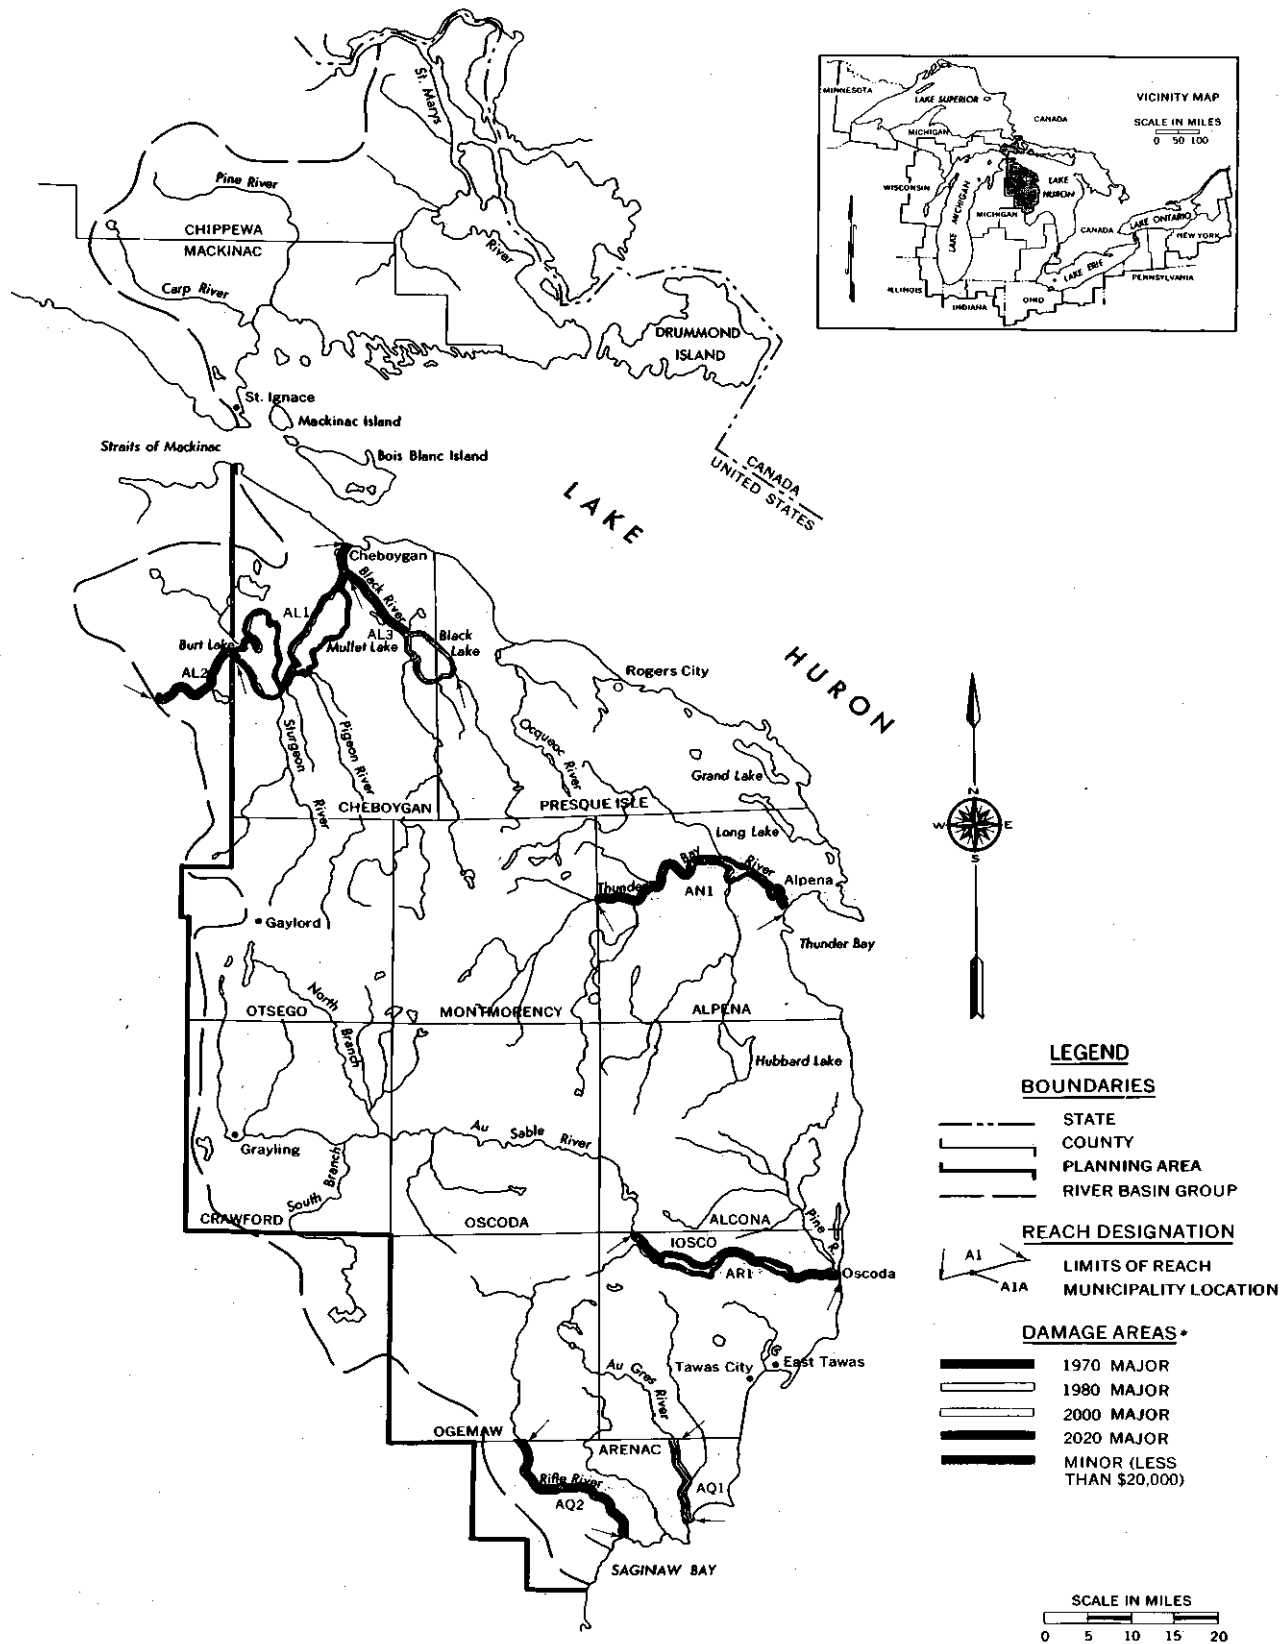 St. Marys
River
Pine River
CHIPPEWA
MACKINAC
Carp River
DRUMMOND
ISLAND
St. Ignace
Mackinac Island
Straits of Mackinac
Bois Blanc Island
CANADA
UNITED STATES
LAKE
HURON
VICINITY MAP
SCALE IN MILES
0 50 100
MINNESOTA
LAKE SUPERIOR
CANADA
MICHIGAN
WISCONSIN
LAKE MICHIGAN
LAKE
HURON
MICHIGAN
CANADA
LAKE ONTARIO
NEW YORK
LAKE ERIE
PENNSYLVANIA
ILLINOIS
INDIANA
OHIO
Cheboygan
Black River
AL1
AL3
Black
Lake
Burt Lake
Mullet Lake
AL2
Rogers City
Sturgeon
River
Pigeon River
Ocqueoc River
Grand Lake
CHEBOYGAN
PRESQUE ISLE
Long Lake
Thunder
Bay
River
AN1
Alpena
Gaylord
Thunder Bay
North
Branch
OTSEGO
MONTMORENCY
ALPENA
Hubbard Lake
Au Sable River
Grayling
South Branch
CRAWFORD
OSCODA
ALCONA
Pine R.
IOSCO
AR1
Oscoda
Au Gres
River
Tawas City
East Tawas
OGEMAW
ARENAC
Rifle River
AQ2
AQ1
SAGINAW BAY
N
W
E
S
LEGEND
BOUNDARIES
STATE
COUNTY
PLANNING AREA
RIVER BASIN GROUP
REACH DESIGNATION
A1
A1A
LIMITS OF REACH
MUNICIPALITY LOCATION
DAMAGE AREAS*
1970 MAJOR
1980 MAJOR
2000 MAJOR
2020 MAJOR
MINOR (LESS
THAN $20,000)
SCALE IN MILES
0 5 10 15 20